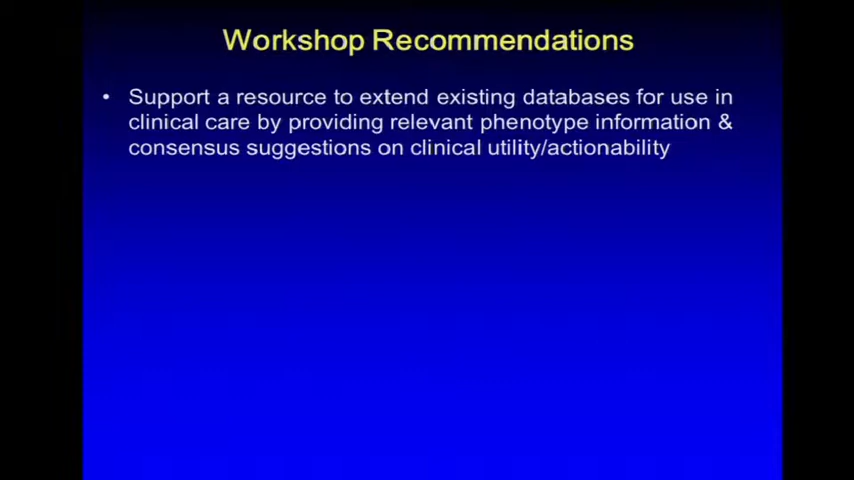 Workshop Recommendations
• Support a resource to extend existing databases for use in
clinical care by providing relevant phenotype information &
consensus suggestions on clinical utility/actionability